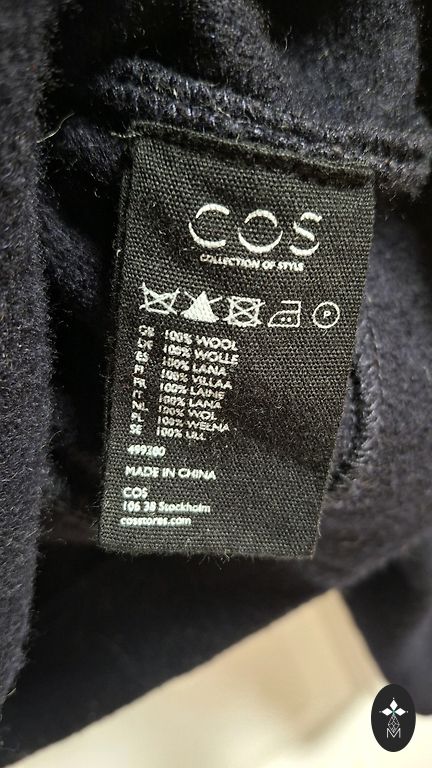 COS
COLLECTION OF STYLE
P
GB 100% WOOL
DE 100% WOLLE
ES 100% LANA
FI 100% VILLAA
FR 100% LAINE
IT 100% LANA
NL 100% WOL
PL 100% WEŁNA
SE 100% ULL
499200
MADE IN CHINA
COS
106 38 Stockholm
cosstores.com
M